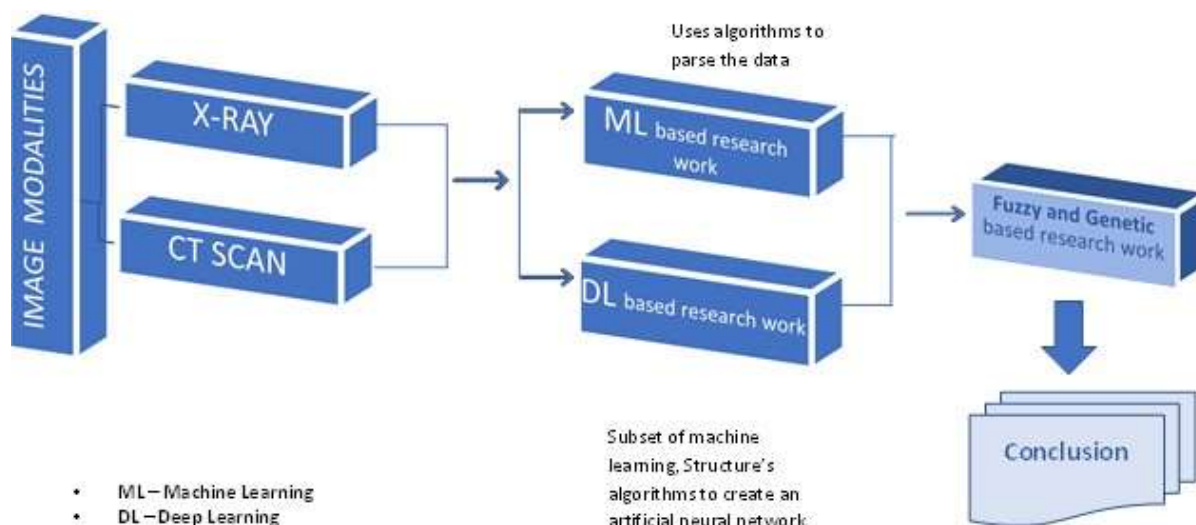 IMAGE MODALITIES
X-RAY
CT SCAN
Uses algorithms to
parse the data
ML based research
work
DL based research work
Subset of machine
learning, Structure's
algorithms to create an
artificial neural network
Fuzzy and Genetic
based research work
Conclusion
• ML – Machine Learning
• DL – Deep Learning